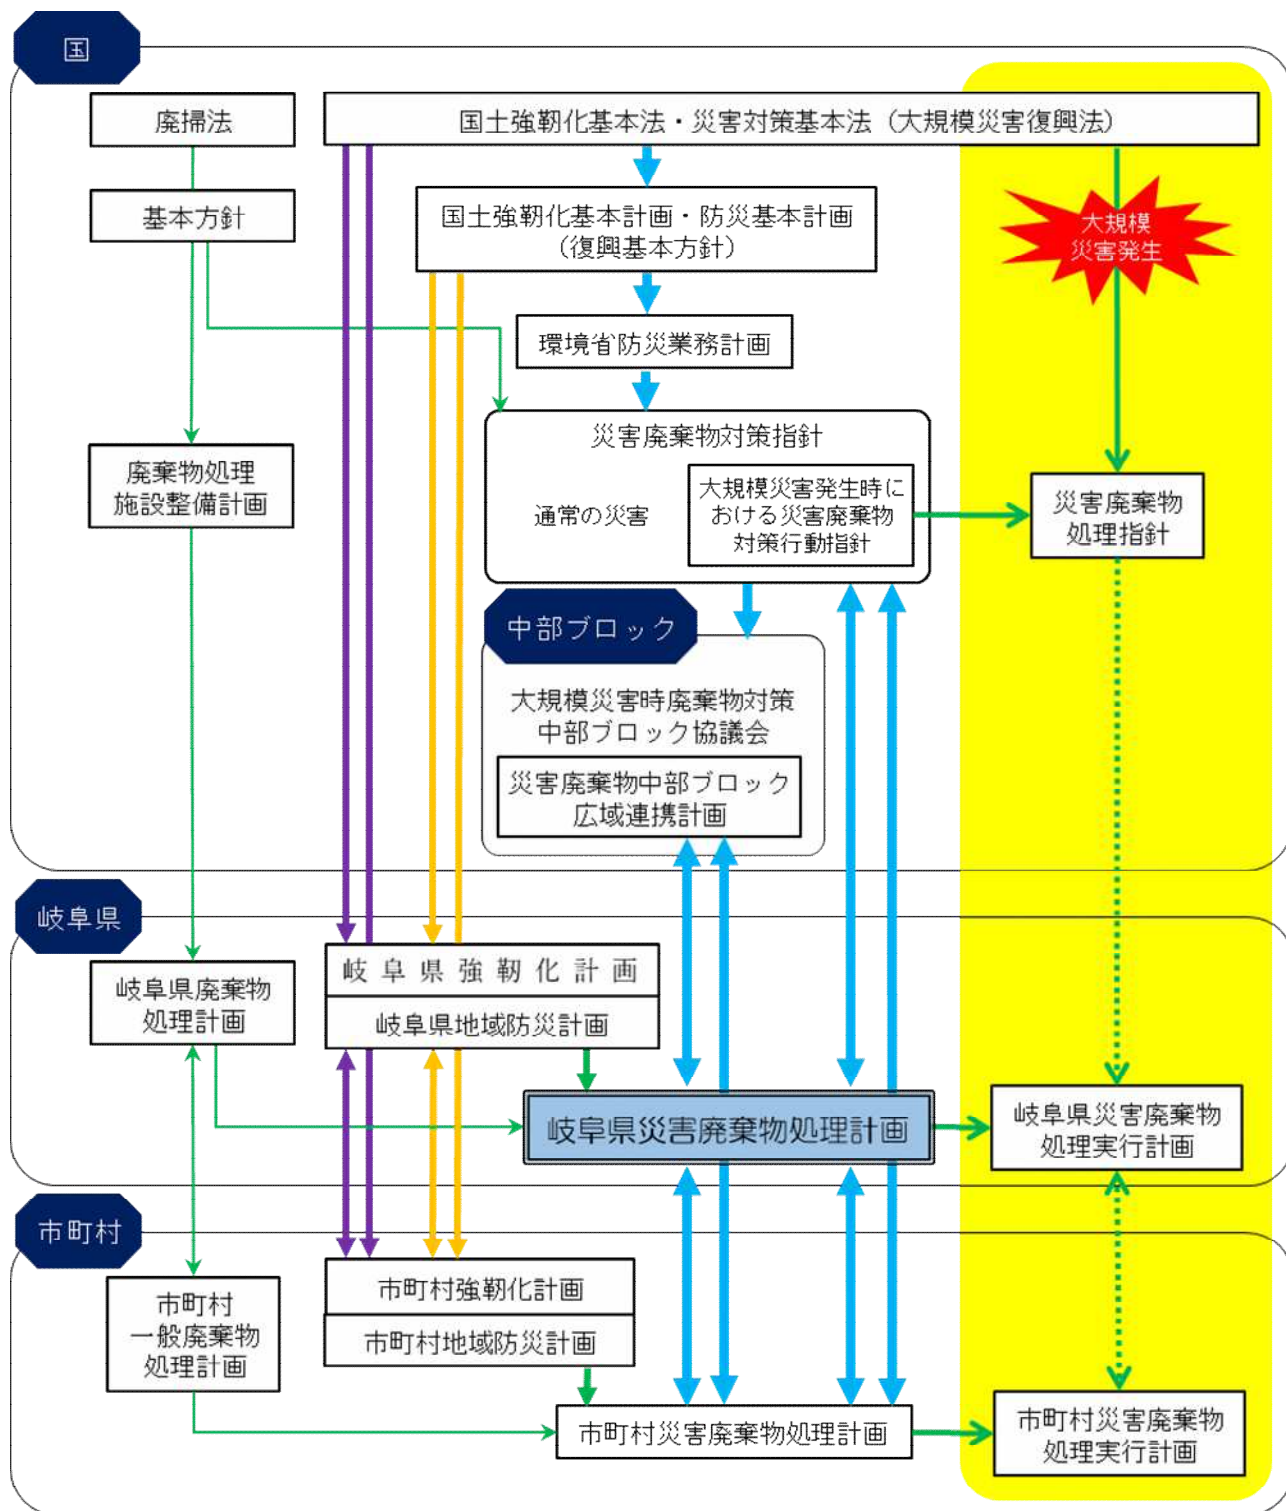 国
廃掃法
国土強靭化基本法・災害対策基本法（大規模災害復興法）
基本方針
国土強靭化基本計画・防災基本計画
（復興基本方針）
大規模
災害発生
環境省防災業務計画
災害廃棄物対策指針
廃棄物処理
施設整備計画
通常の災害
大規模災害発生時に
おける災害廃棄物
対策行動指針
災害廃棄物
処理指針
中部ブロック
大規模災害時廃棄物対策
中部ブロック協議会
災害廃棄物中部ブロック
広域連携計画
岐阜県
岐阜県廃棄物
処理計画
岐阜県強靭化計画
岐阜県地域防災計画
岐阜県災害廃棄物処理計画
岐阜県災害廃棄物
処理実行計画
市町村
市町村
一般廃棄物
処理計画
市町村強靭化計画
市町村地域防災計画
市町村災害廃棄物処理計画
市町村災害廃棄物
処理実行計画